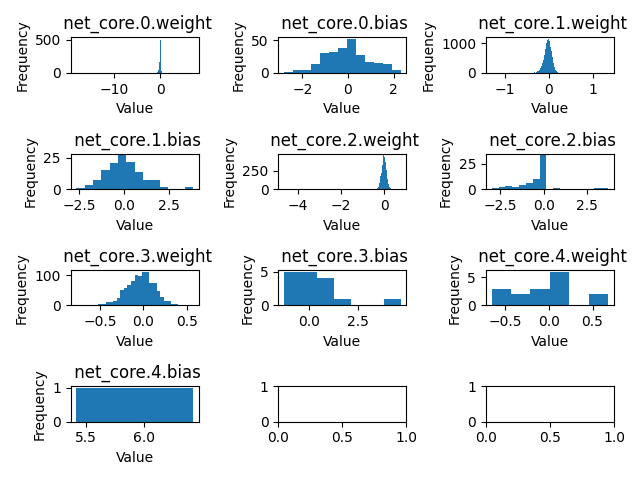 net_core.0.weight
Frequency
500
0
−10
0
Value
net_core.0.bias
Frequency
50
0
−2
0
2
Value
net_core.1.weight
Frequency
1000
0
−1
0
1
Value
net_core.1.bias
Frequency
25
0
−2.5
0.0
2.5
Value
net_core.2.weight
Frequency
250
0
−4
−2
0
Value
net_core.2.bias
Frequency
25
0
−2.5
0.0
2.5
Value
net_core.3.weight
Frequency
100
0
−0.5
0.0
0.5
Value
net_core.3.bias
Frequency
5
0
0.0
2.5
Value
net_core.4.weight
Frequency
5
0
−0.5
0.0
0.5
Value
net_core.4.bias
Frequency
1
0
5.5
6.0
Value
1
0
0.0
0.5
1.0
1
0
0.0
0.5
1.0